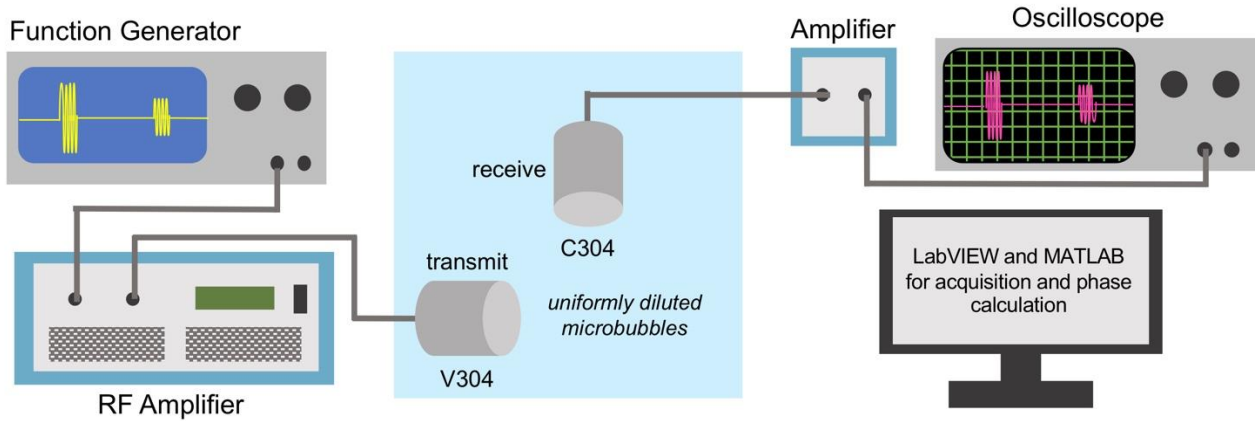 Function Generator
RF Amplifier
transmit
V304
receive
C304
uniformly diluted
microbubbles
Amplifier
Oscilloscope
LabVIEW and MATLAB
for acquisition and phase
calculation